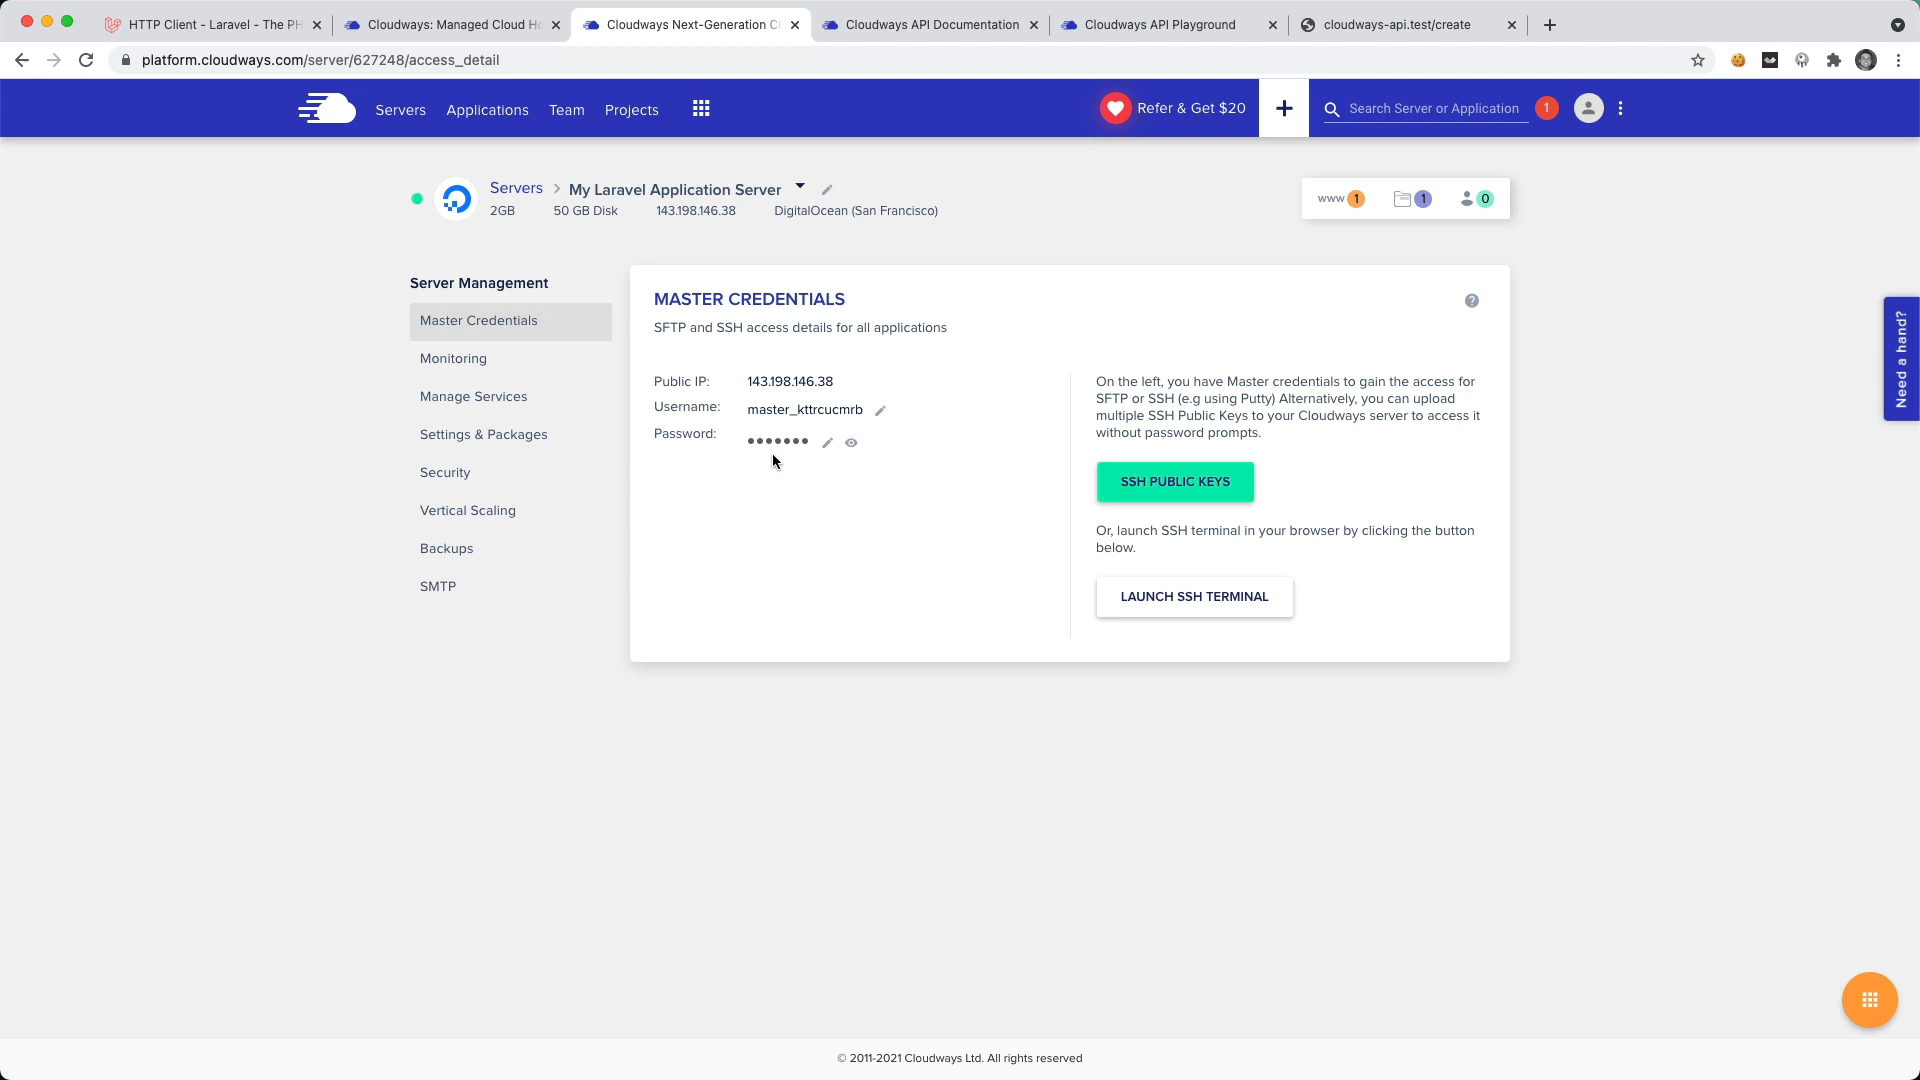 HTTP Client - Laravel - The PH
Cloudways: Managed Cloud Ho
Cloudways Next-Generation Cl
Cloudways API Documentation
Cloudways API Playground
cloudways-api.test/create
platform.cloudways.com/server/627248/access_detail
Servers
Applications
Team
Projects
Refer & Get $20
+
Search Server or Application
1
Servers > My Laravel Application Server
2GB
50 GB Disk
143.198.146.38
DigitalOcean (San Francisco)
www 1
1
0
Server Management
Master Credentials
Monitoring
Manage Services
Settings & Packages
Security
Vertical Scaling
Backups
SMTP
MASTER CREDENTIALS
?
SFTP and SSH access details for all applications
Public IP: 143.198.146.38
Username: master_kttrcucmrb
Password: •••••••
On the left, you have Master credentials to gain the access for
SFTP or SSH (e.g using Putty) Alternatively, you can upload
multiple SSH Public Keys to your Cloudways server to access it
without password prompts.
SSH PUBLIC KEYS
Or, launch SSH terminal in your browser by clicking the button
below.
LAUNCH SSH TERMINAL
Need a hand?
© 2011-2021 Cloudways Ltd. All rights reserved